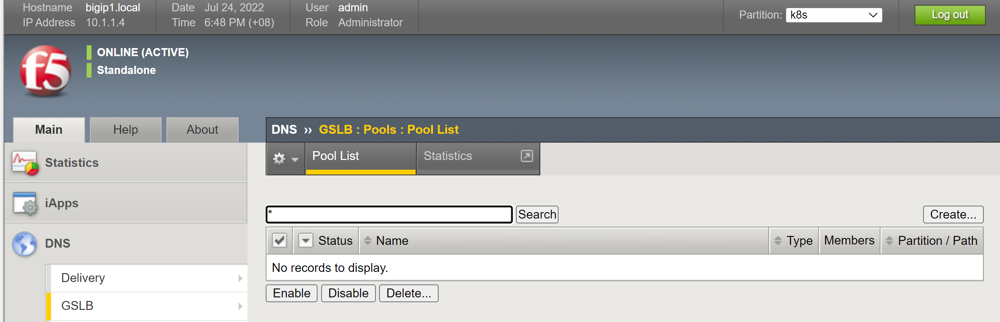 Hostname bigip1.local Date Jul 24, 2022 User admin Partition: k8s Log out
IP Address 10.1.1.4 Time 6:48 PM (+08) Role Administrator
f5
ONLINE (ACTIVE)
Standalone
Main Help About
DNS ›› GSLB : Pools : Pool List
Pool List Statistics
Statistics
iApps
DNS
Delivery
GSLB
* Search Create...
Status Name Type Members Partition / Path
No records to display.
Enable Disable Delete...